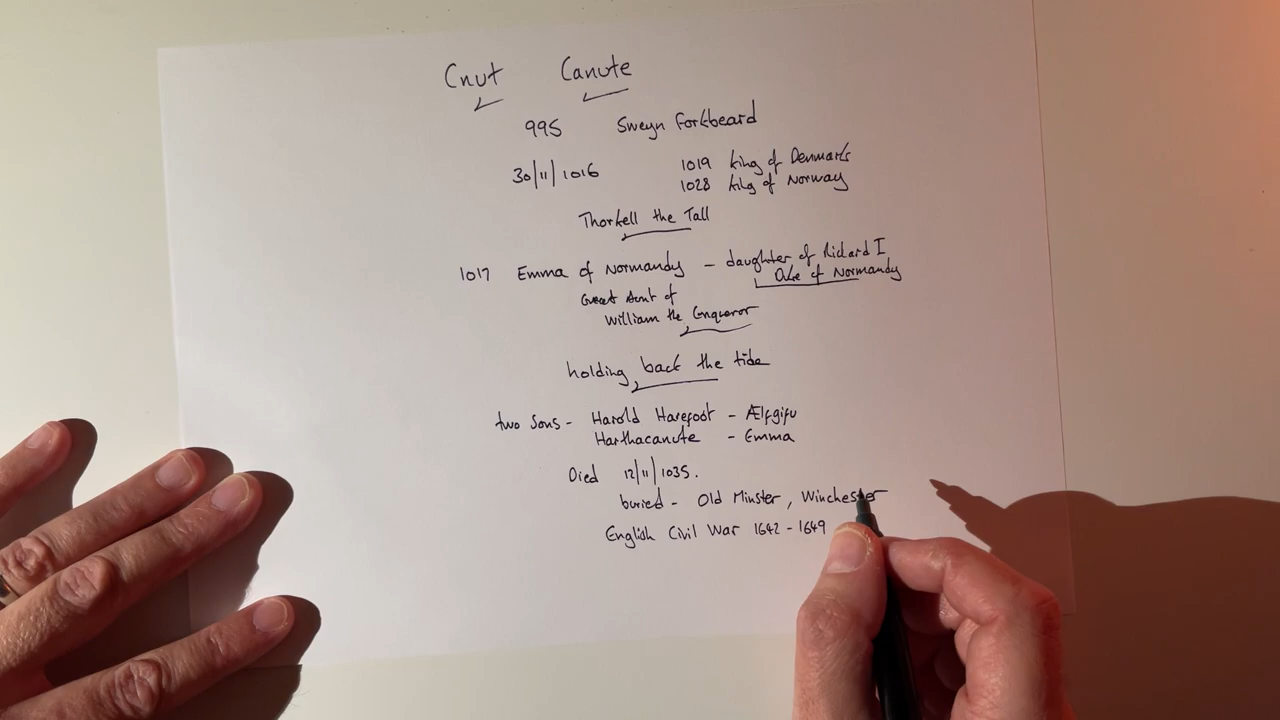 Cnut Canute
995 Sweyn Forkbeard
30/11/1016 1019 King of Denmark
1028 King of Norway
Thorkell the Tall
1017 Emma of Normandy - daughter of Richard I
Duke of Normandy
Great Aunt of
William the Conqueror
holding back the tide
two sons - Harold Harefoot - Ælfgifu
Harthacanute - Emma
Died 12/11/1035.
buried - Old Minster, Winchester
English Civil War 1642 - 1649